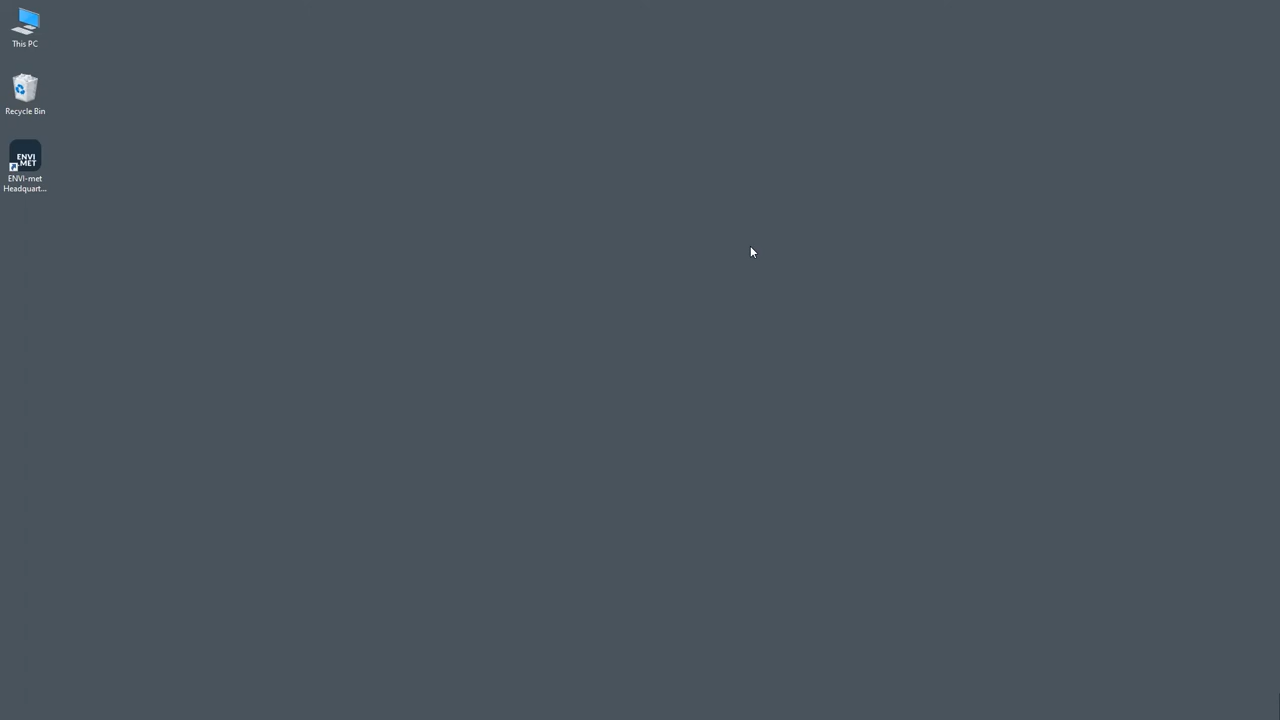 This PC
Recycle Bin
ENVI
.MET
ENVI-met
Headquart...